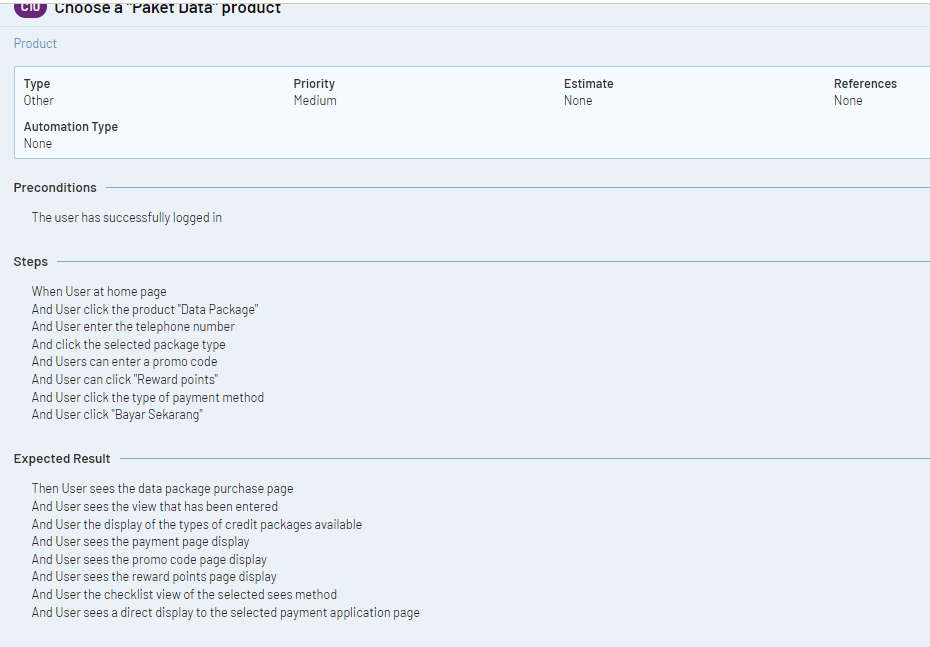 C10 Choose a "Paket Data" product
Product
Type Priority Estimate References
Other Medium None None
Automation Type
None
Preconditions
The user has successfully logged in
Steps
When User at home page
And User click the product "Data Package"
And User enter the telephone number
And click the selected package type
And Users can enter a promo code
And User can click "Reward points"
And User click the type of payment method
And User click "Bayar Sekarang"
Expected Result
Then User sees the data package purchase page
And User sees the view that has been entered
And User the display of the types of credit packages available
And User sees the payment page display
And User sees the promo code page display
And User sees the reward points page display
And User the checklist view of the selected sees method
And User sees a direct display to the selected payment application page